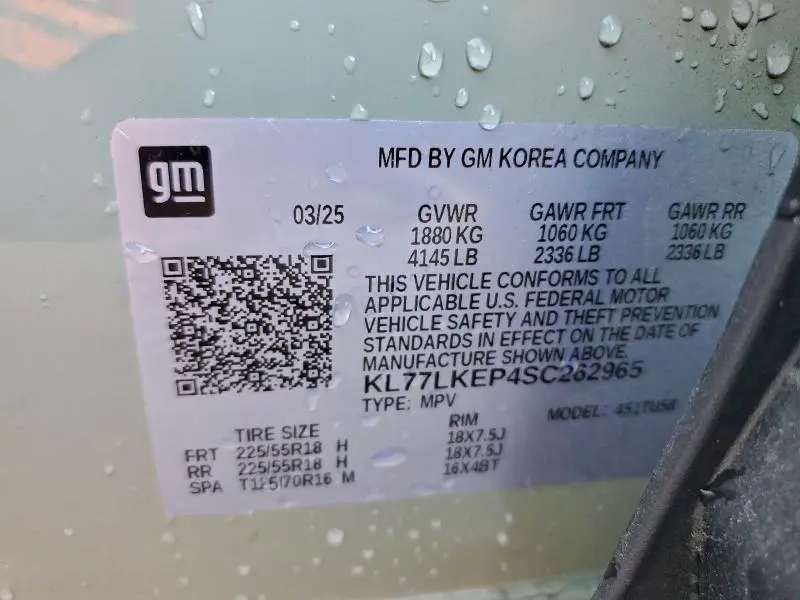 gm
MFD BY GM KOREA COMPANY
03/25
GVWR GAWR FRT GAWR RR
1880 KG 1060 KG 1060 KG
4145 LB 2336 LB 2336 LB
THIS VEHICLE CONFORMS TO ALL
APPLICABLE U.S. FEDERAL MOTOR
VEHICLE SAFETY AND THEFT PREVENTION
STANDARDS IN EFFECT ON THE DATE OF
MANUFACTURE SHOWN ABOVE.
KL77LKEP4SC262965
TYPE: MPV MODEL:
TIRE SIZE RIM
FRT 225/55R18 H 18X7.5J
RR 225/55R18 H 18X7.5J
SPA T125/70R16 M 16X4BT